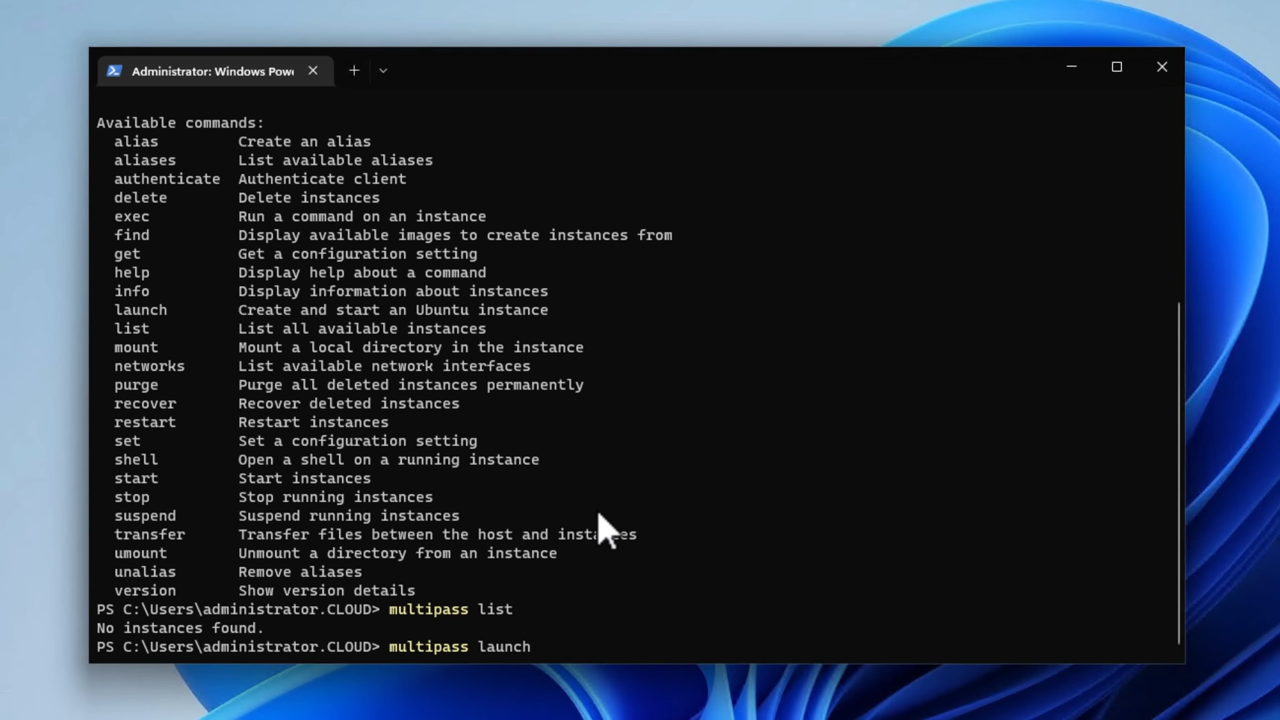 Administrator: Windows Powe
Available commands:
alias Create an alias
aliases List available aliases
authenticate Authenticate client
delete Delete instances
exec Run a command on an instance
find Display available images to create instances from
get Get a configuration setting
help Display help about a command
info Display information about instances
launch Create and start an Ubuntu instance
list List all available instances
mount Mount a local directory in the instance
networks List available network interfaces
purge Purge all deleted instances permanently
recover Recover deleted instances
restart Restart instances
set Set a configuration setting
shell Open a shell on a running instance
start Start instances
stop Stop running instances
suspend Suspend running instances
transfer Transfer files between the host and instances
umount Unmount a directory from an instance
unalias Remove aliases
version Show version details
PS C:\Users\administrator.CLOUD> multipass list
No instances found.
PS C:\Users\administrator.CLOUD> multipass launch